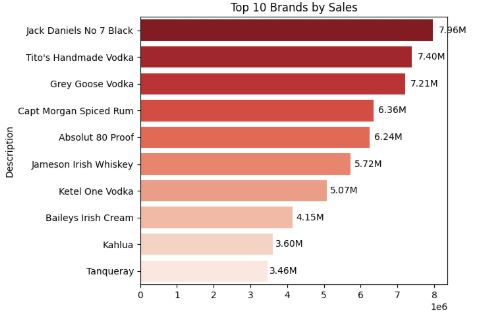 Top 10 Brands by Sales
Description
Jack Daniels No 7 Black 7.96M
Tito's Handmade Vodka 7.40M
Grey Goose Vodka 7.21M
Capt Morgan Spiced Rum 6.36M
Absolut 80 Proof 6.24M
Jameson Irish Whiskey 5.72M
Ketel One Vodka 5.07M
Baileys Irish Cream 4.15M
Kahlua 3.60M
Tanqueray 3.46M
0 1 2 3 4 5 6 7 8
1e6